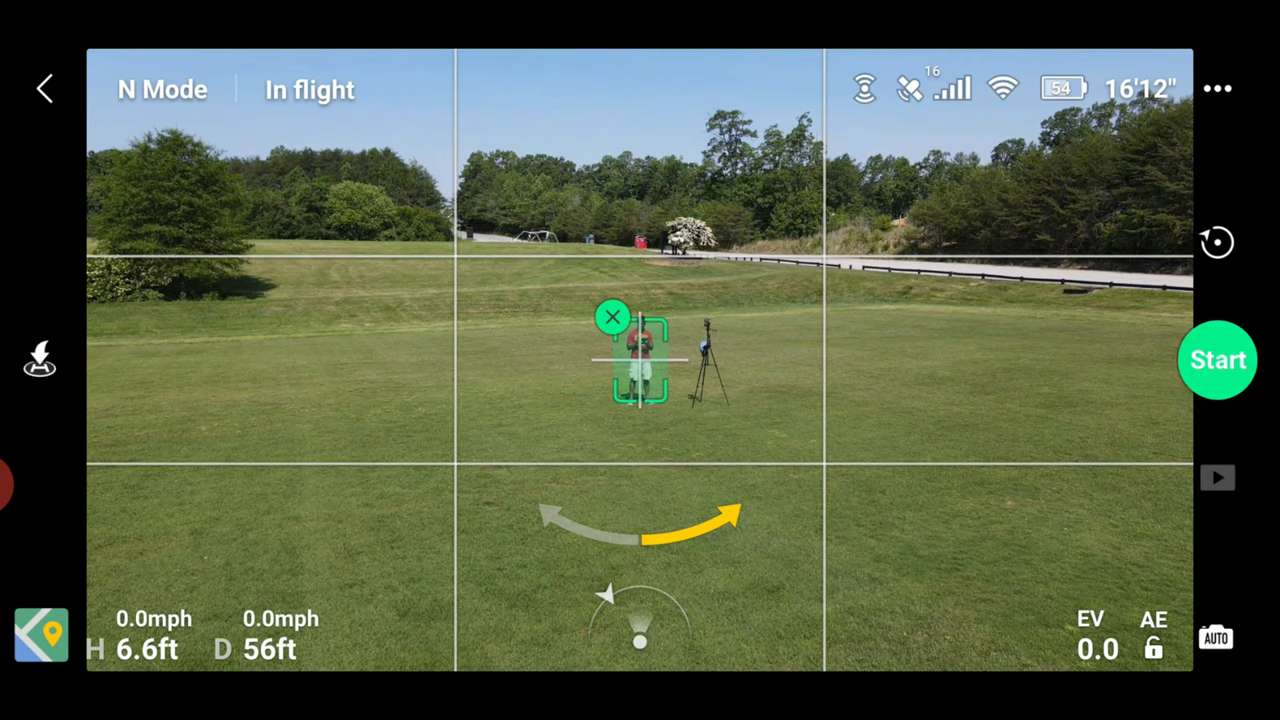 N Mode
In flight
16
54
16'12"
Start
0.0mph
0.0mph
H 6.6ft
D 56ft
EV
AE
0.0
AUTO